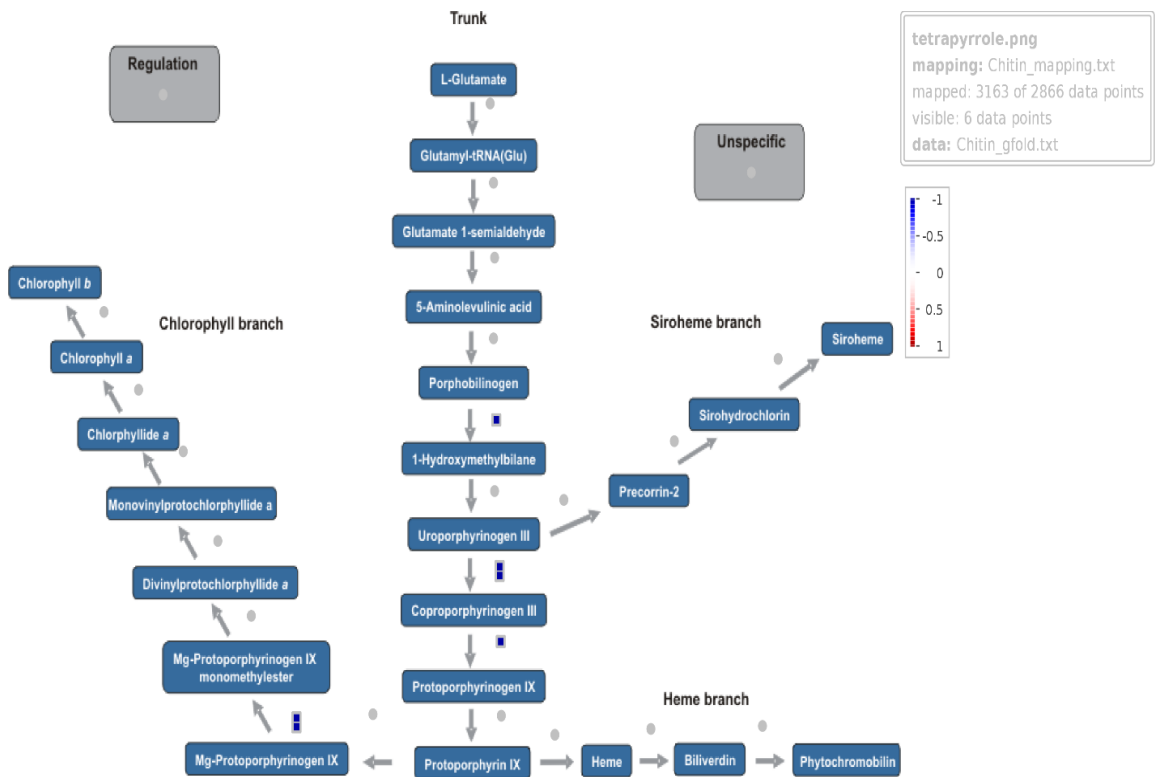 Trunk
Regulation
L-Glutamate
tetrapyrrole.png
mapping: Chitin_mapping.txt
mapped: 3163 of 2866 data points
visible: 6 data points
data: Chitin_gfold.txt
Unspecific
Glutamyl-tRNA(Glu)
Glutamate 1-semialdehyde
-1
-0.5
0
0.5
1
Chlorophyll b
5-Aminolevulinic acid
Chlorophyll branch
Siroheme branch
Siroheme
Chlorophyll a
Porphobilinogen
Sirohydrochlorin
Chlorphyllide a
1-Hydroxymethylbilane
Precorrin-2
Monovinylprotochlorphyllide a
Uroporphyrinogen III
Divinylprotochlorphyllide a
Coproporphyrinogen III
Mg-Protoporphyrinogen IX
monomethylester
Protoporphyrinogen IX
Heme branch
Mg-Protoporphyrinogen IX
Protoporphyrin IX
Heme
Biliverdin
Phytochromobilin